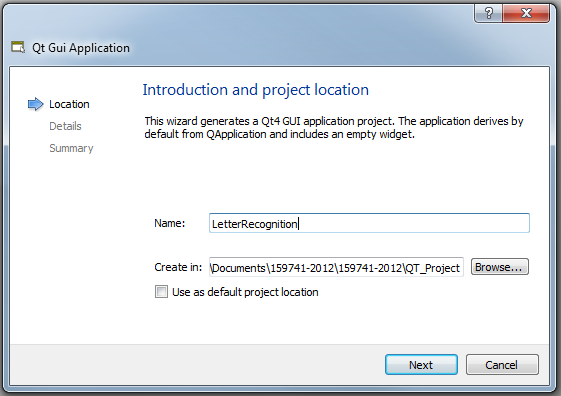 ?
Qt Gui Application
Location
Details
Summary
Introduction and project location
This wizard generates a Qt4 GUI application project. The application derives by
default from QApplication and includes an empty widget.
Name: LetterRecognition
Create in: \Documents\159741-2012\159741-2012\QT_Project Browse...
Use as default project location
Next Cancel